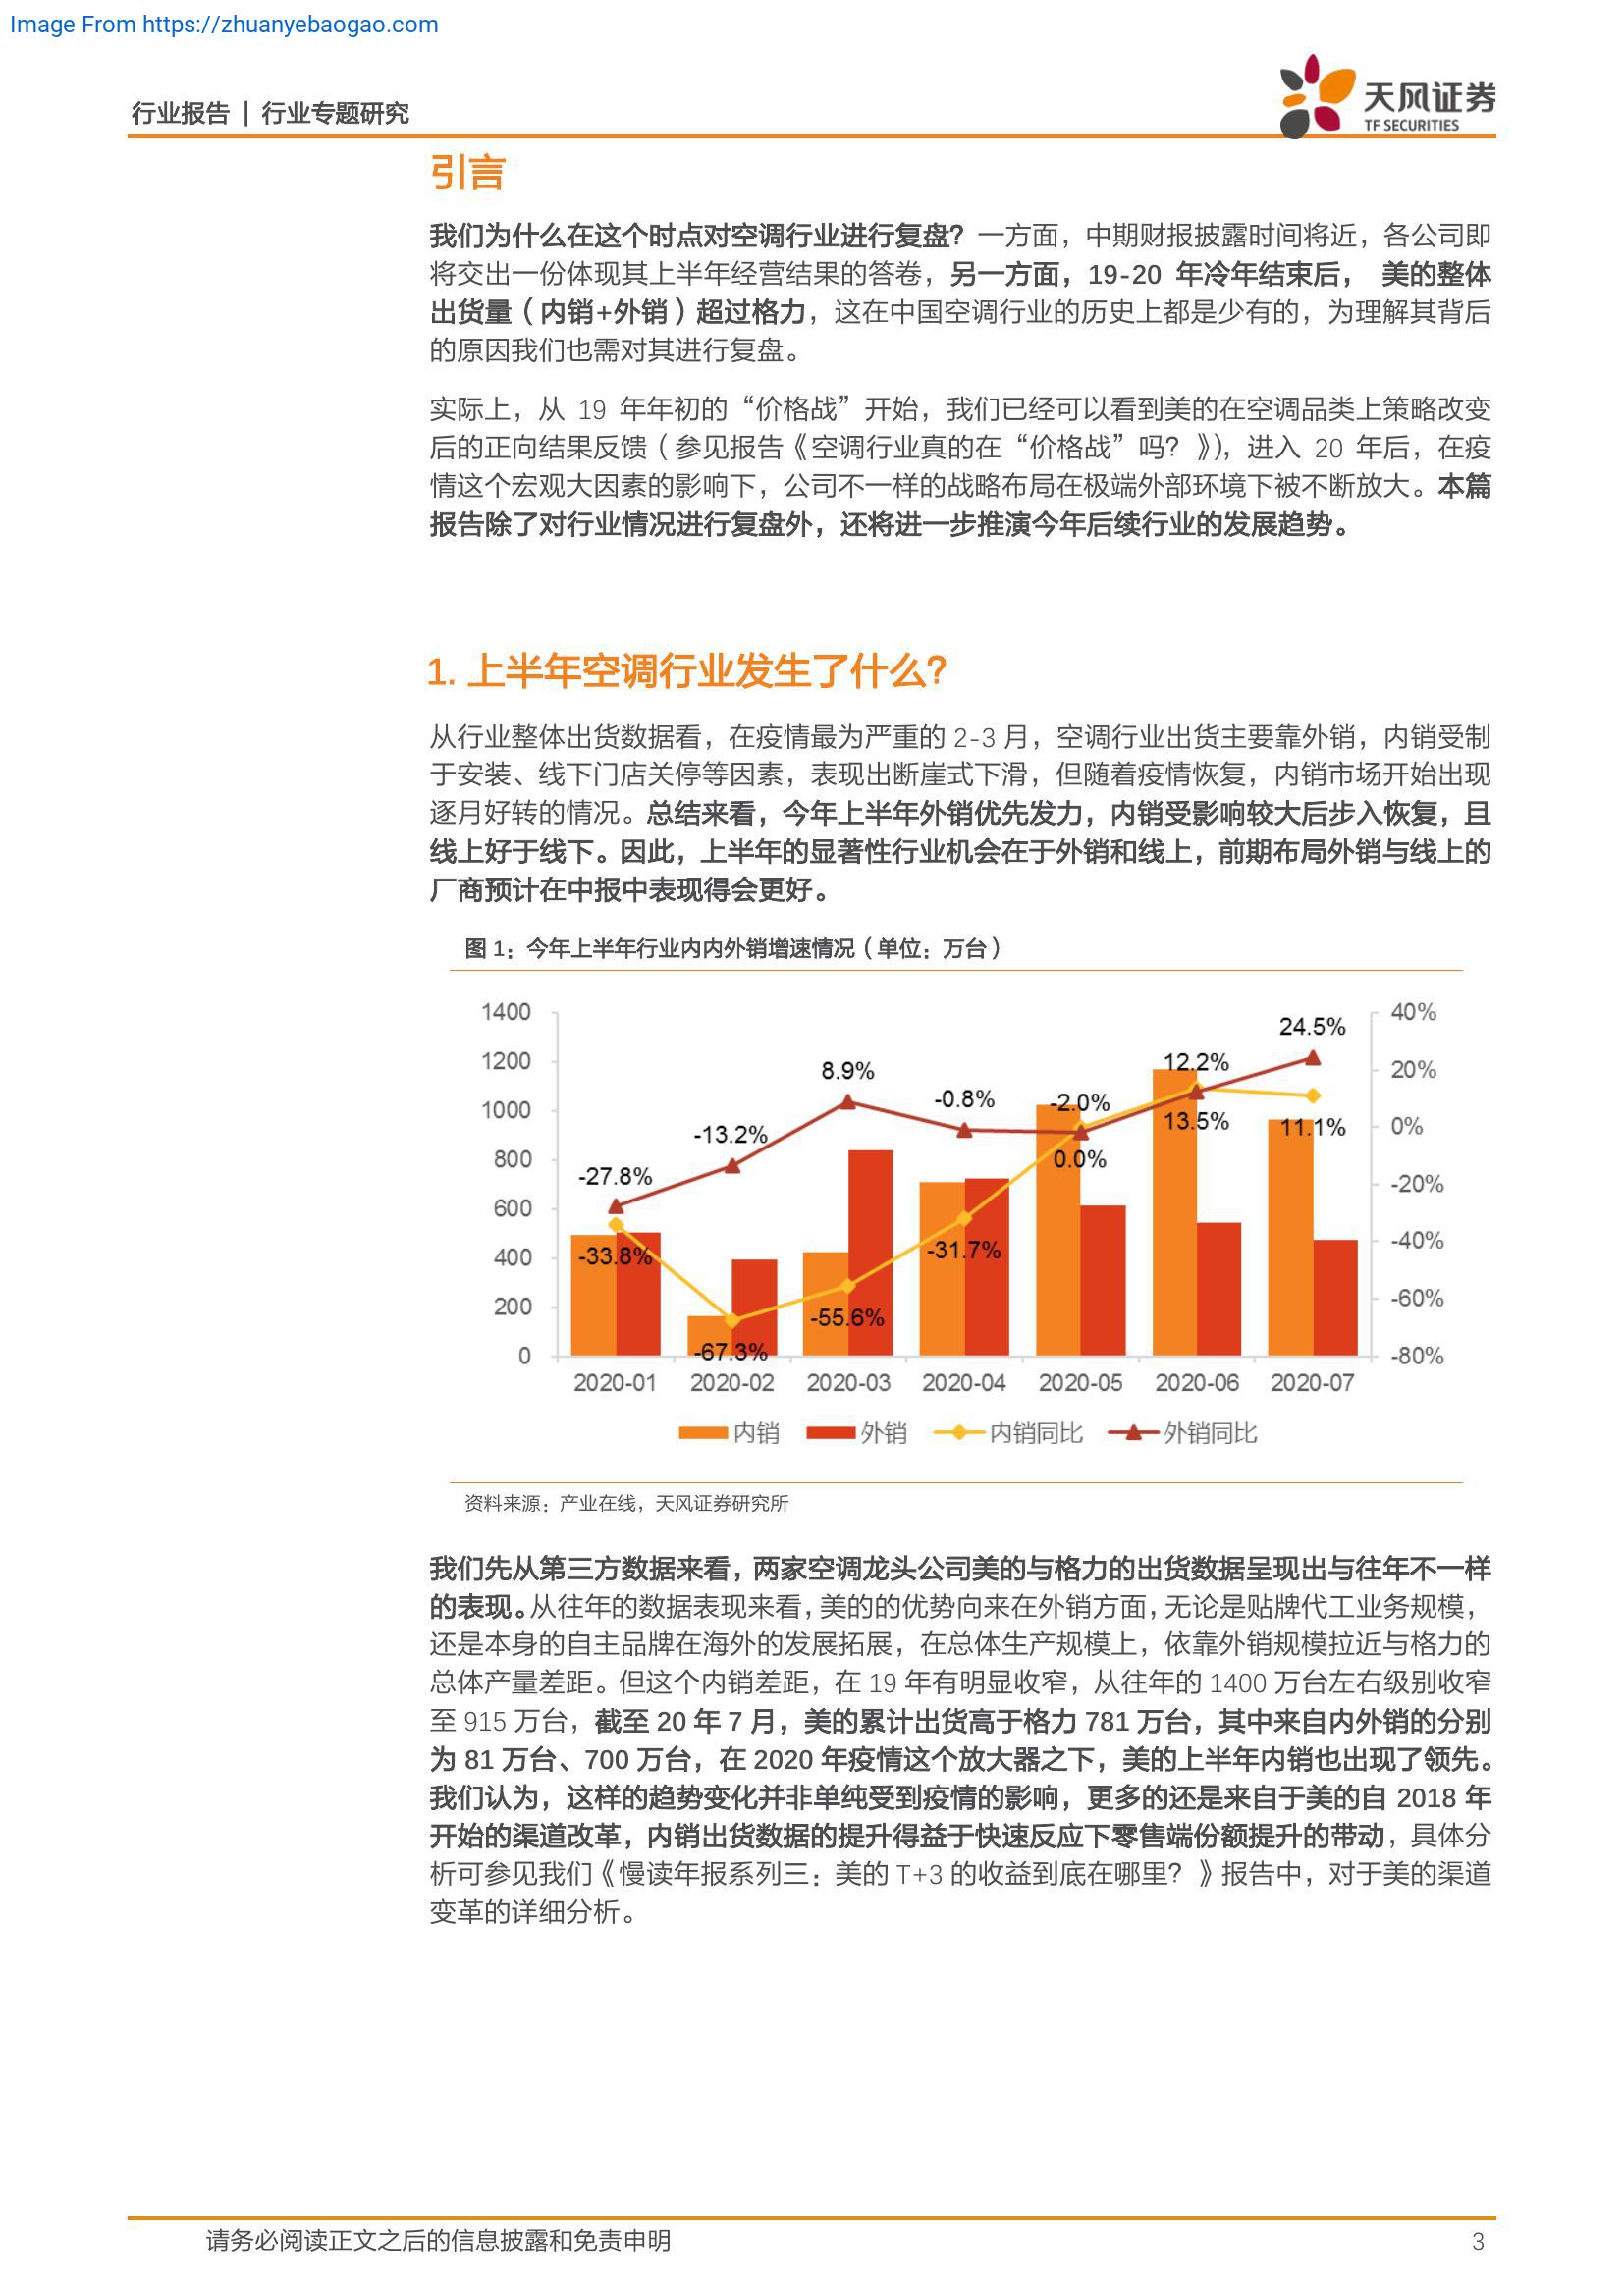 Image From https://zhuanyebaogao.com
行业报告 | 行业专题研究
天风证券
TF SECURITIES
引言
我们为什么在这个时点对空调行业进行复盘？一方面，中期财报披露时间将近，各公司即
将交出一份体现其上半年经营结果的答卷，另一方面，19-20 年冷年结束后， 美的整体
出货量（内销+外销）超过格力，这在中国空调行业的历史上都是少有的，为理解其背后
的原因我们也需对其进行复盘。
实际上，从 19 年年初的“价格战”开始，我们已经可以看到美的在空调品类上策略改变
后的正向结果反馈（参见报告《空调行业真的在“价格战”吗？》），进入 20 年后，在疫
情这个宏观大因素的影响下，公司不一样的战略布局在极端外部环境下被不断放大。本篇
报告除了对行业情况进行复盘外，还将进一步推演今年后续行业的发展趋势。
1. 上半年空调行业发生了什么？
从行业整体出货数据看，在疫情最为严重的 2-3 月，空调行业出货主要靠外销，内销受制
于安装、线下门店关停等因素，表现出断崖式下滑，但随着疫情恢复，内销市场开始出现
逐月好转的情况。总结来看，今年上半年外销优先发力，内销受影响较大后步入恢复，且
线上好于线下。因此，上半年的显著性行业机会在于外销和线上，前期布局外销与线上的
厂商预计在中报中表现得会更好。
图 1：今年上半年行业内内外销增速情况（单位：万台）
1400
1200
1000
800
600
400
200
0
40%
20%
0%
-20%
-40%
-60%
-80%
-27.8%
-13.2%
8.9%
-0.8%
-2.0%
12.2%
24.5%
-33.8%
-67.3%
-55.6%
-31.7%
0.0%
13.5%
11.1%
2020-01 2020-02 2020-03 2020-04 2020-05 2020-06 2020-07
内销 外销 内销同比 外销同比
资料来源：产业在线，天风证券研究所
我们先从第三方数据来看，两家空调龙头公司美的与格力的出货数据呈现出与往年不一样
的表现。从往年的数据表现来看，美的的优势向来在外销方面，无论是贴牌代工业务规模，
还是本身的自主品牌在海外的发展拓展，在总体生产规模上，依靠外销规模拉近与格力的
总体产量差距。但这个内销差距，在 19 年有明显收窄，从往年的 1400 万台左右级别收窄
至 915 万台，截至 20 年 7 月，美的累计出货高于格力 781 万台，其中来自内外销的分别
为 81 万台、700 万台，在 2020 年疫情这个放大器之下，美的上半年内销也出现了领先。
我们认为，这样的趋势变化并非单纯受到疫情的影响，更多的还是来自于美的自 2018 年
开始的渠道改革，内销出货数据的提升得益于快速反应下零售端份额提升的带动，具体分
析可参见我们《慢读年报系列三：美的 T+3 的收益到底在哪里？》报告中，对于美的渠道
变革的详细分析。
请务必阅读正文之后的信息披露和免责申明
3